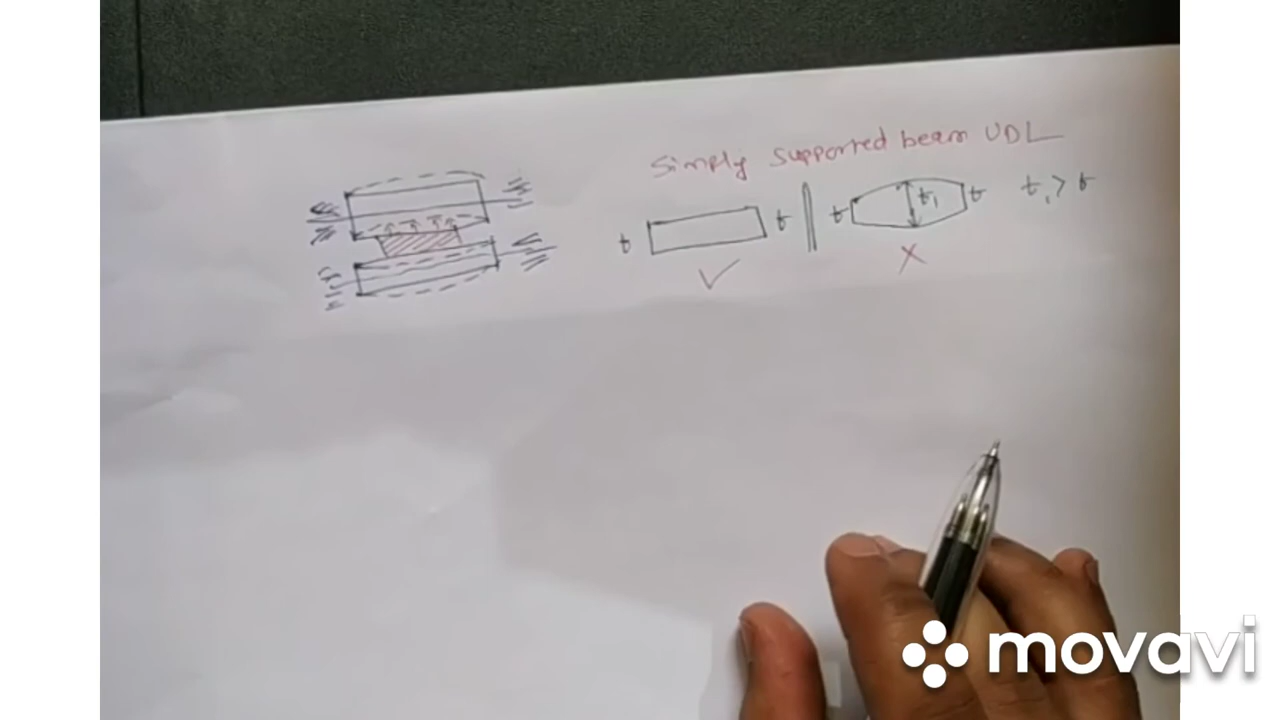 Simply supported beam UDL
t t t t₁ t t₁ > t
movavi